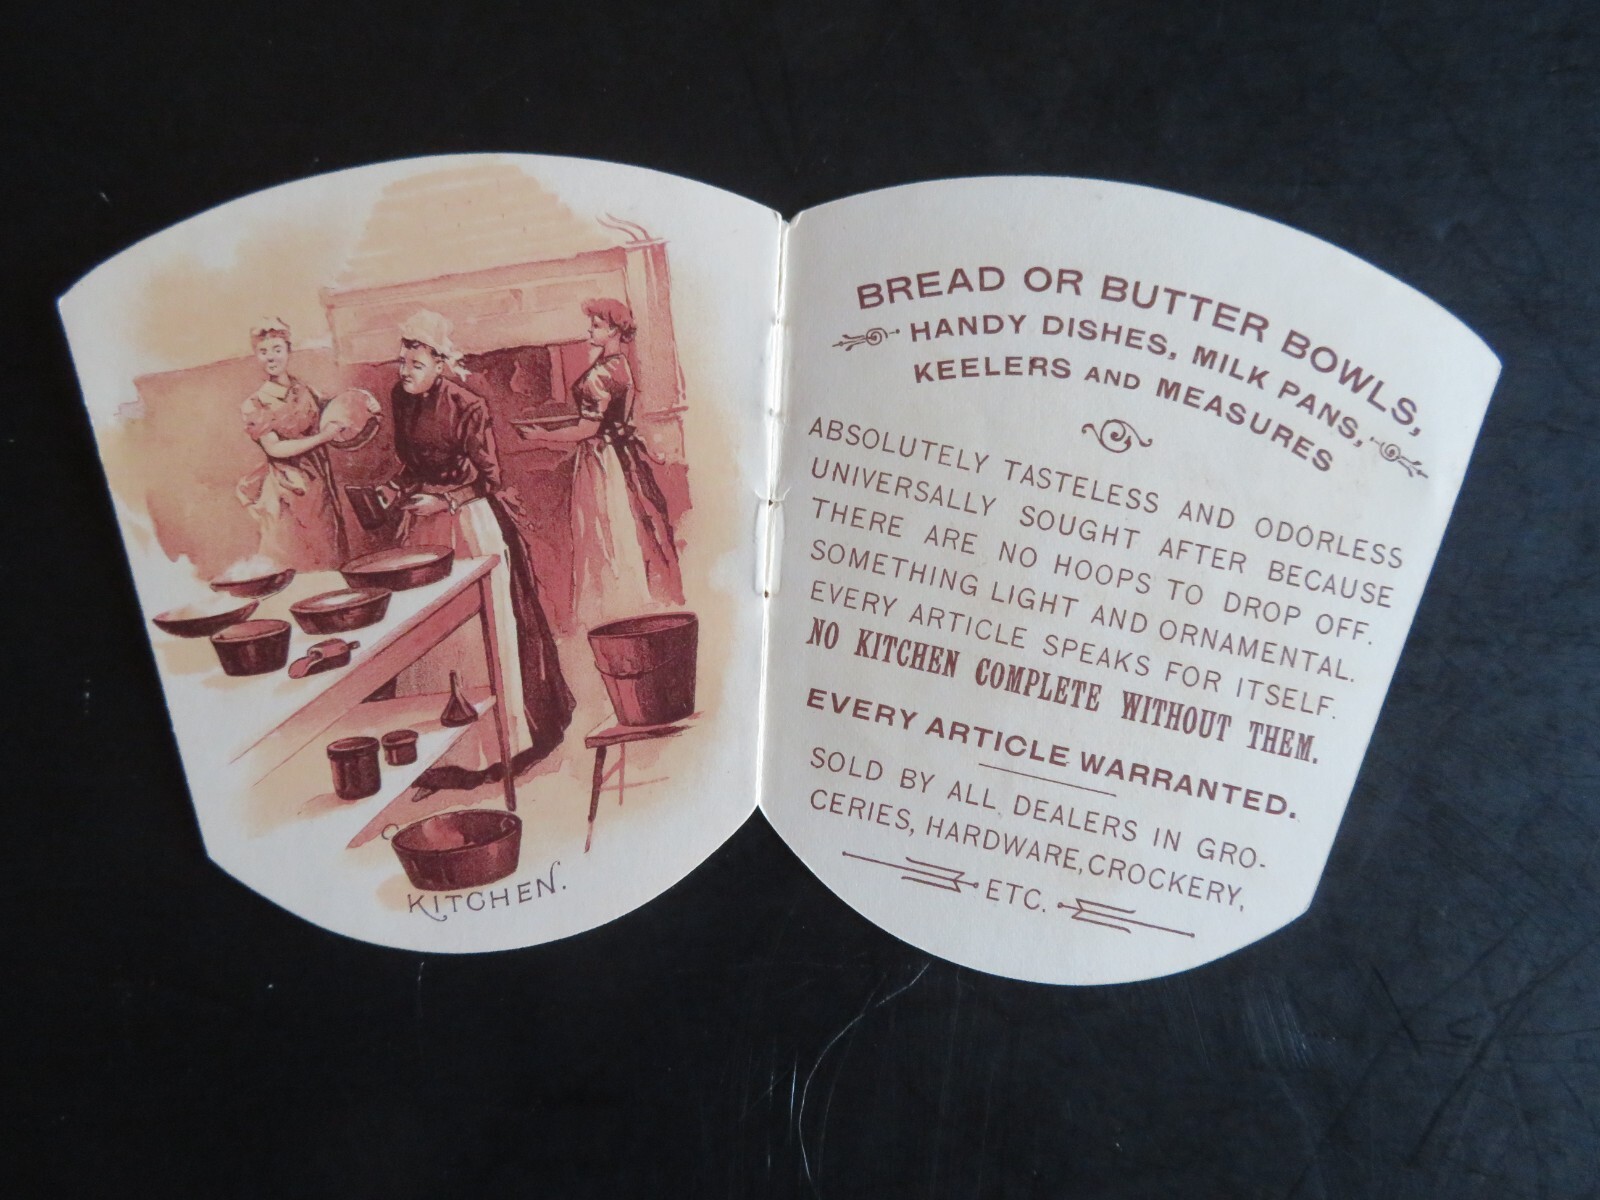 KITCHEN.
BREAD OR BUTTER BOWLS,
HANDY DISHES, MILK PANS,
KEELERS AND MEASURES
ABSOLUTELY TASTELESS AND ODORLESS
UNIVERSALLY SOUGHT AFTER BECAUSE
THERE ARE NO HOOPS TO DROP OFF.
SOMETHING LIGHT AND ORNAMENTAL.
EVERY ARTICLE SPEAKS FOR ITSELF.
NO KITCHEN COMPLETE WITHOUT THEM.
EVERY ARTICLE WARRANTED.
SOLD BY ALL DEALERS IN GRO-
CERIES, HARDWARE, CROCKERY,
ETC.